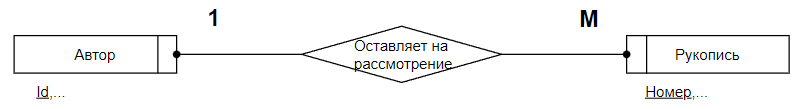 1
М
Автор
Оставляет на
рассмотрение
Рукопись
Id,...
Номер,...